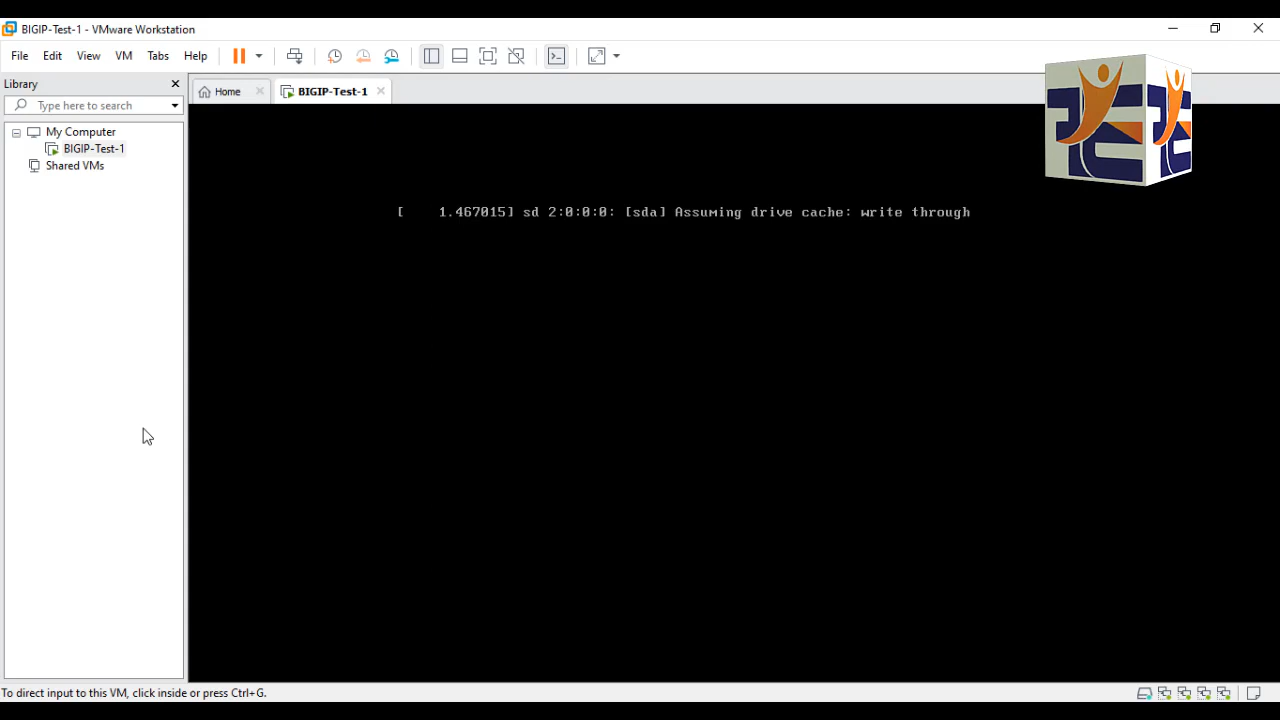 BIGIP-Test-1 - VMware Workstation
File Edit View VM Tabs Help
Library
Type here to search
My Computer
BIGIP-Test-1
Shared VMs
Home
BIGIP-Test-1
[    1.467015] sd 2:0:0:0: [sda] Assuming drive cache: write through
To direct input to this VM, click inside or press Ctrl+G.